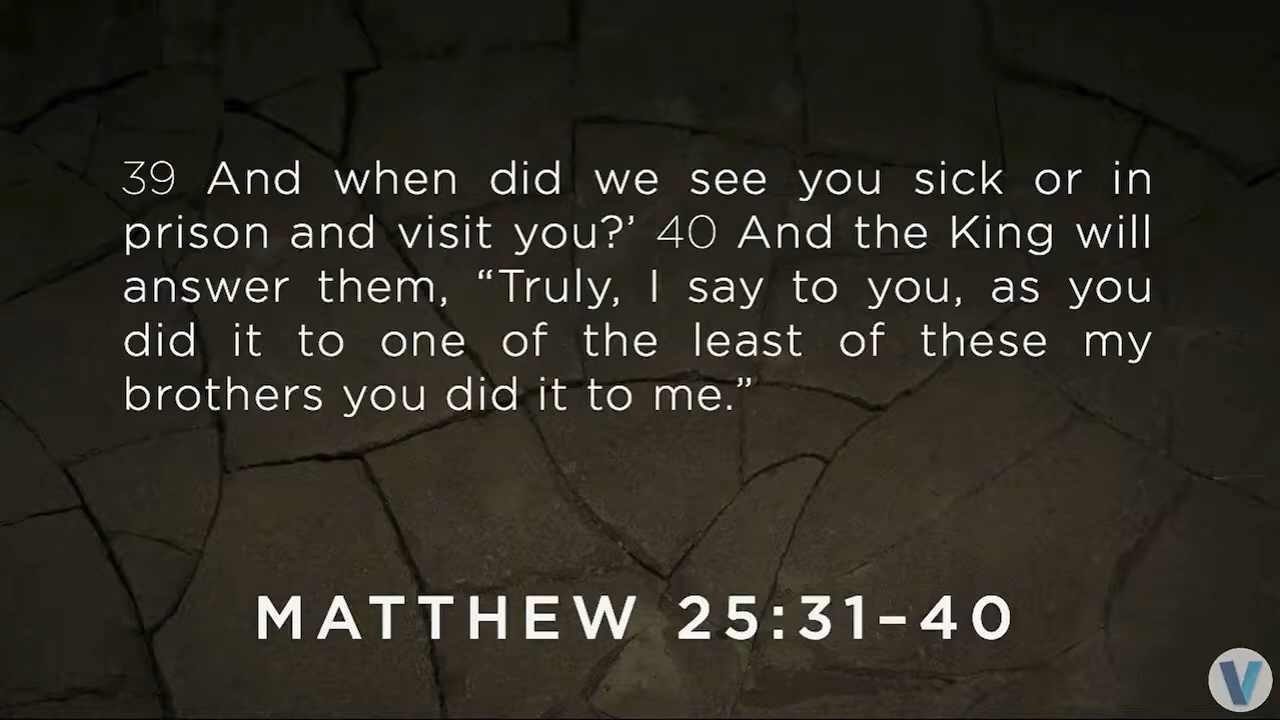 39 And when did we see you sick or in
prison and visit you?’ 40 And the King will
answer them, “Truly, I say to you, as you
did it to one of the least of these my
brothers you did it to me.”
MATTHEW 25:31–40
V